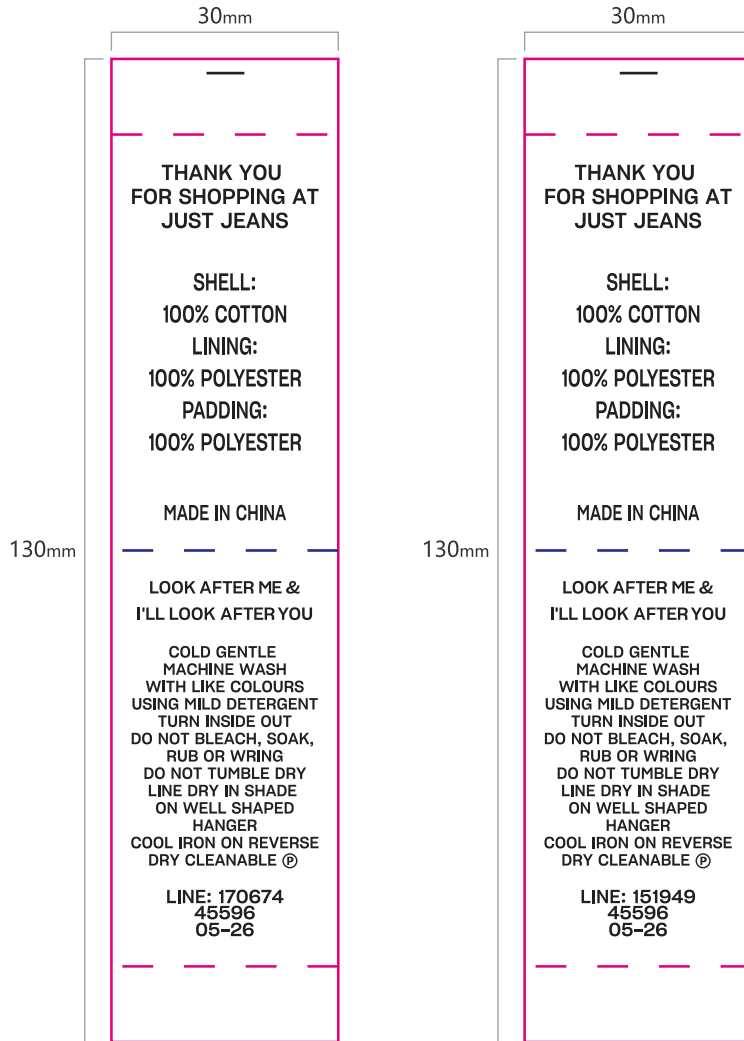 30mm
130mm
THANK YOU
FOR SHOPPING AT
JUST JEANS
SHELL:
100% COTTON
LINING:
100% POLYESTER
PADDING:
100% POLYESTER
MADE IN CHINA
LOOK AFTER ME &
I'LL LOOK AFTER YOU
COLD GENTLE
MACHINE WASH
WITH LIKE COLOURS
USING MILD DETERGENT
TURN INSIDE OUT
DO NOT BLEACH, SOAK,
RUB OR WRING
DO NOT TUMBLE DRY
LINE DRY IN SHADE
ON WELL SHAPED
HANGER
COOL IRON ON REVERSE
DRY CLEANABLE Ⓟ
LINE: 170674
45596
05-26
30mm
130mm
THANK YOU
FOR SHOPPING AT
JUST JEANS
SHELL:
100% COTTON
LINING:
100% POLYESTER
PADDING:
100% POLYESTER
MADE IN CHINA
LOOK AFTER ME &
I'LL LOOK AFTER YOU
COLD GENTLE
MACHINE WASH
WITH LIKE COLOURS
USING MILD DETERGENT
TURN INSIDE OUT
DO NOT BLEACH, SOAK,
RUB OR WRING
DO NOT TUMBLE DRY
LINE DRY IN SHADE
ON WELL SHAPED
HANGER
COOL IRON ON REVERSE
DRY CLEANABLE Ⓟ
LINE: 151949
45596
05-26